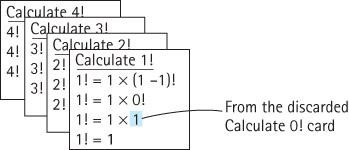 Calculate 4!
4!
4!
4!
Calculate 3!
3!
3!
3!
Calculate 2!
2!
2!
2!
Calculate 1!
1! = 1 × (1 –1)!
1! = 1 × 0!
1! = 1 × 1
1! = 1
From the discarded
Calculate 0! card